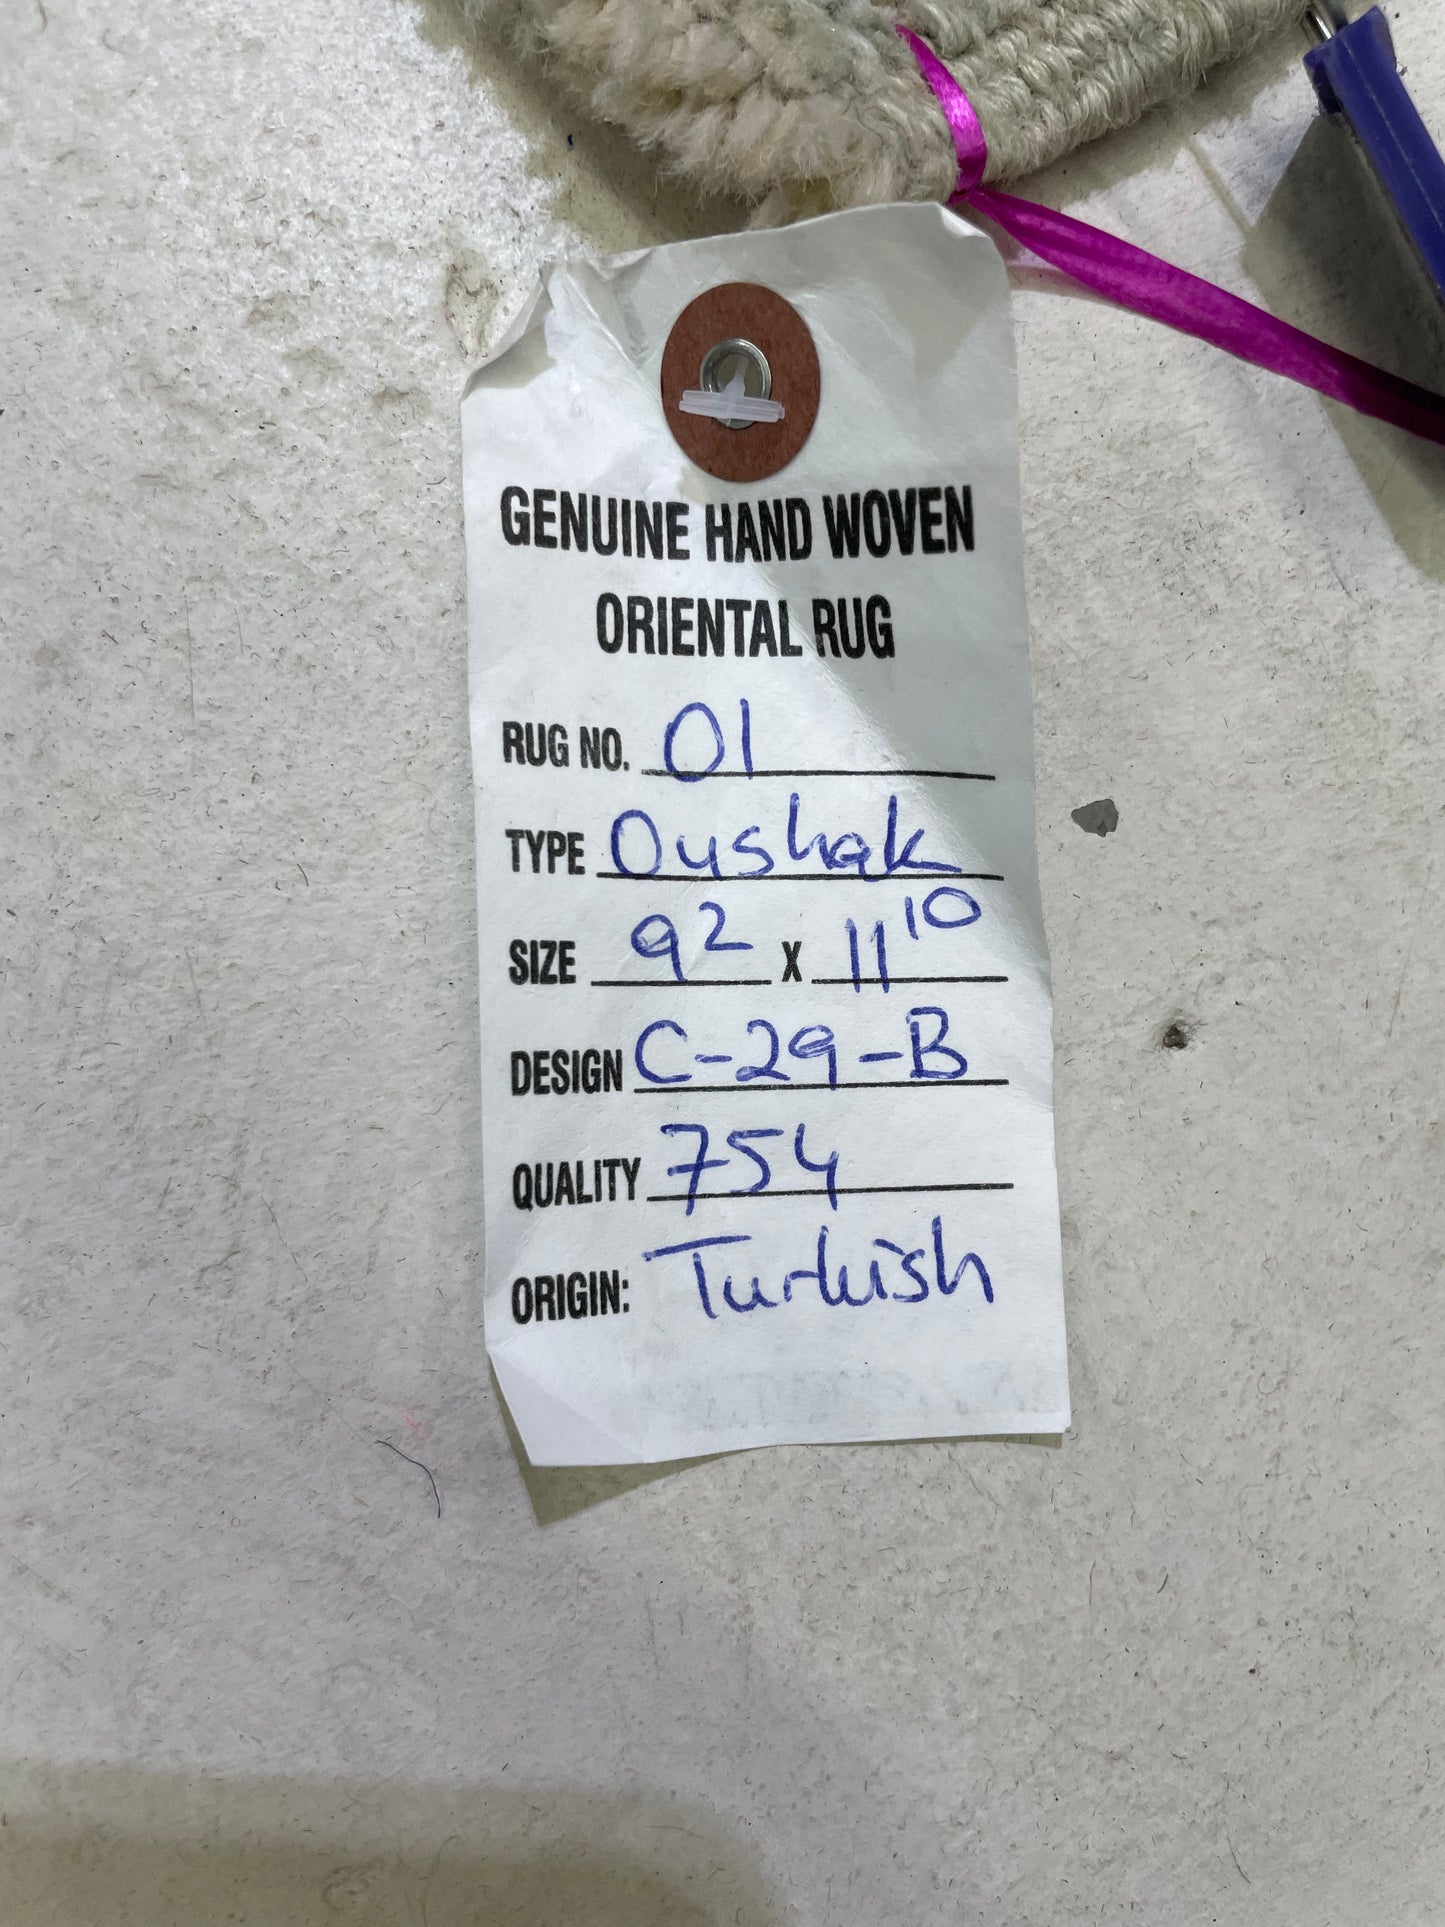 GENUINE HAND WOVEN
ORIENTAL RUG
RUG NO. 01
TYPE Oushak
SIZE 9² X 11¹⁰
DESIGN C-29-B
QUALITY 754
ORIGIN: Turkish